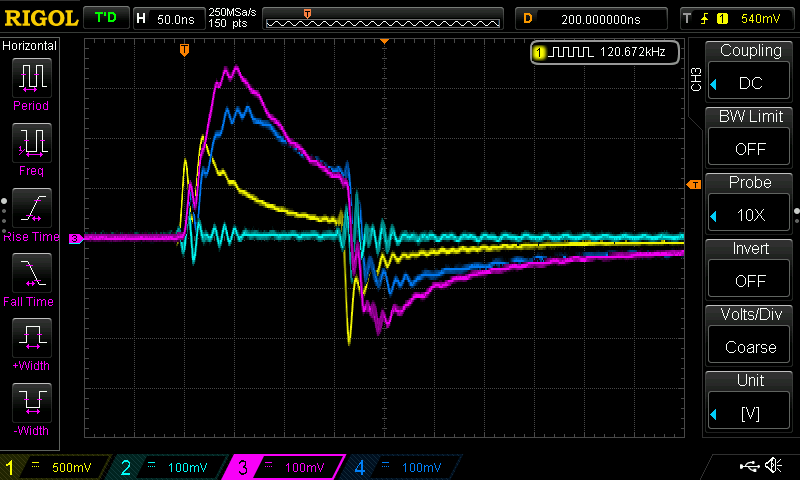 RIGOL T'D H 50.0ns 250MSa/s
150 pts D 200.000000ns T 1 540mV
Horizontal
1 120.672kHz
Period
Freq
Rise Time
Fall Time
+Width
-Width
T
T
3
CH3
Coupling
DC
BW Limit
OFF
Probe
10X
Invert
OFF
Volts/Div
Coarse
Unit
[V]
1 500mV 2 100mV 3 100mV 4 100mV